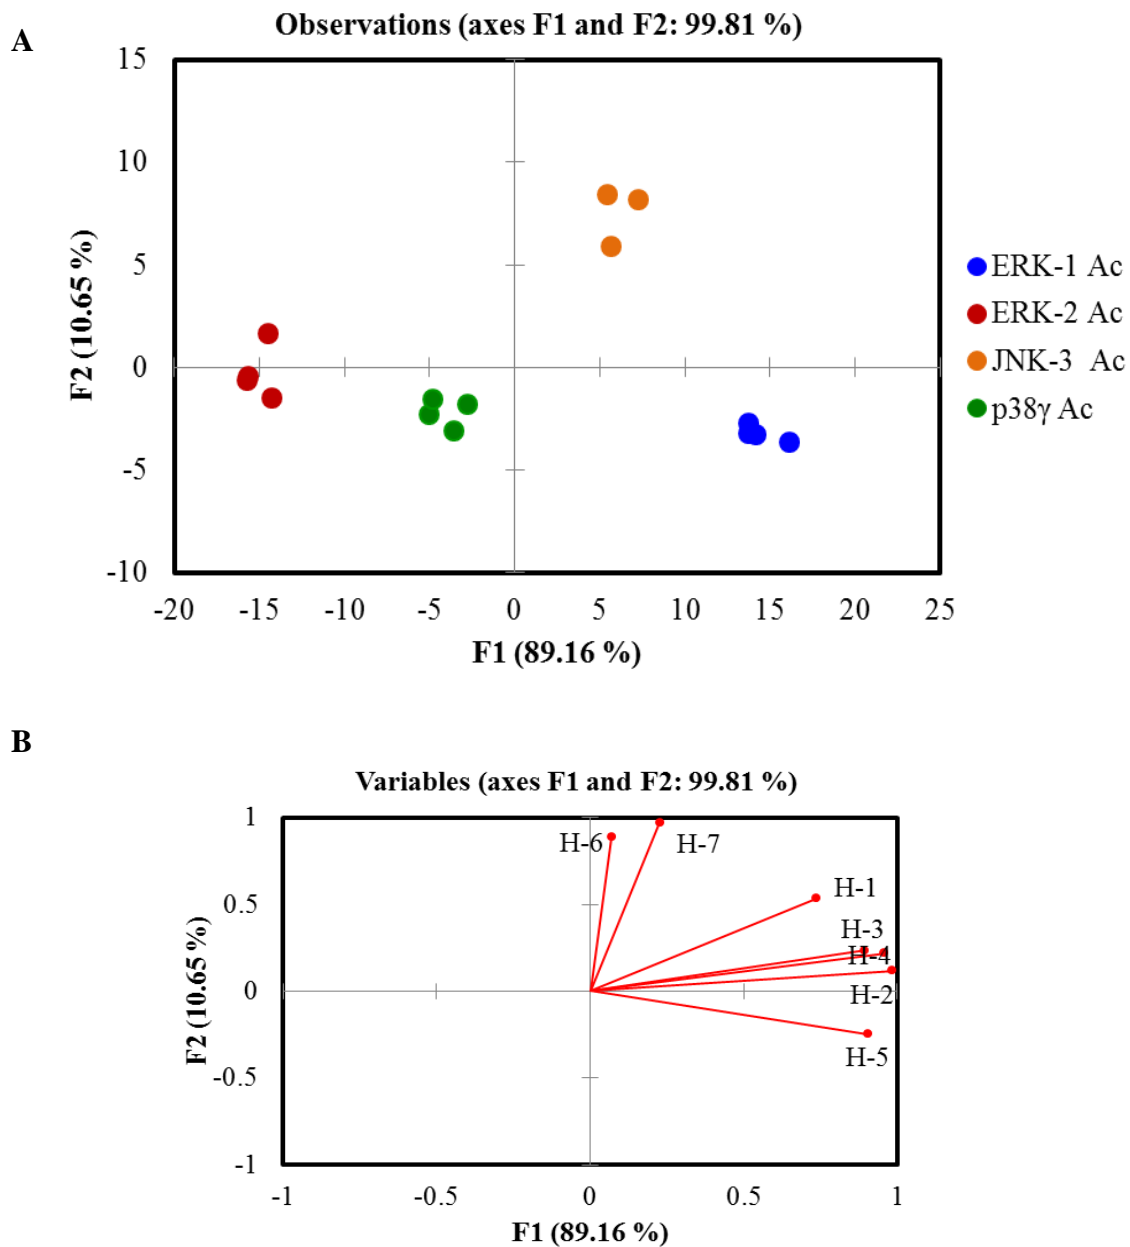 A
Observations (axes F1 and F2: 99.81 %)
15
10
5
0
-5
-10
F2 (10.65 %)
-20 -15 -10 -5 0 5 10 15 20 25
F1 (89.16 %)
ERK-1 Ac
ERK-2 Ac
JNK-3 Ac
p38γ Ac
B
Variables (axes F1 and F2: 99.81 %)
1
0.5
0
-0.5
-1
F2 (10.65 %)
H-6
H-7
H-1
H-3
H-4
H-2
H-5
-1 -0.5 0 0.5 1
F1 (89.16 %)